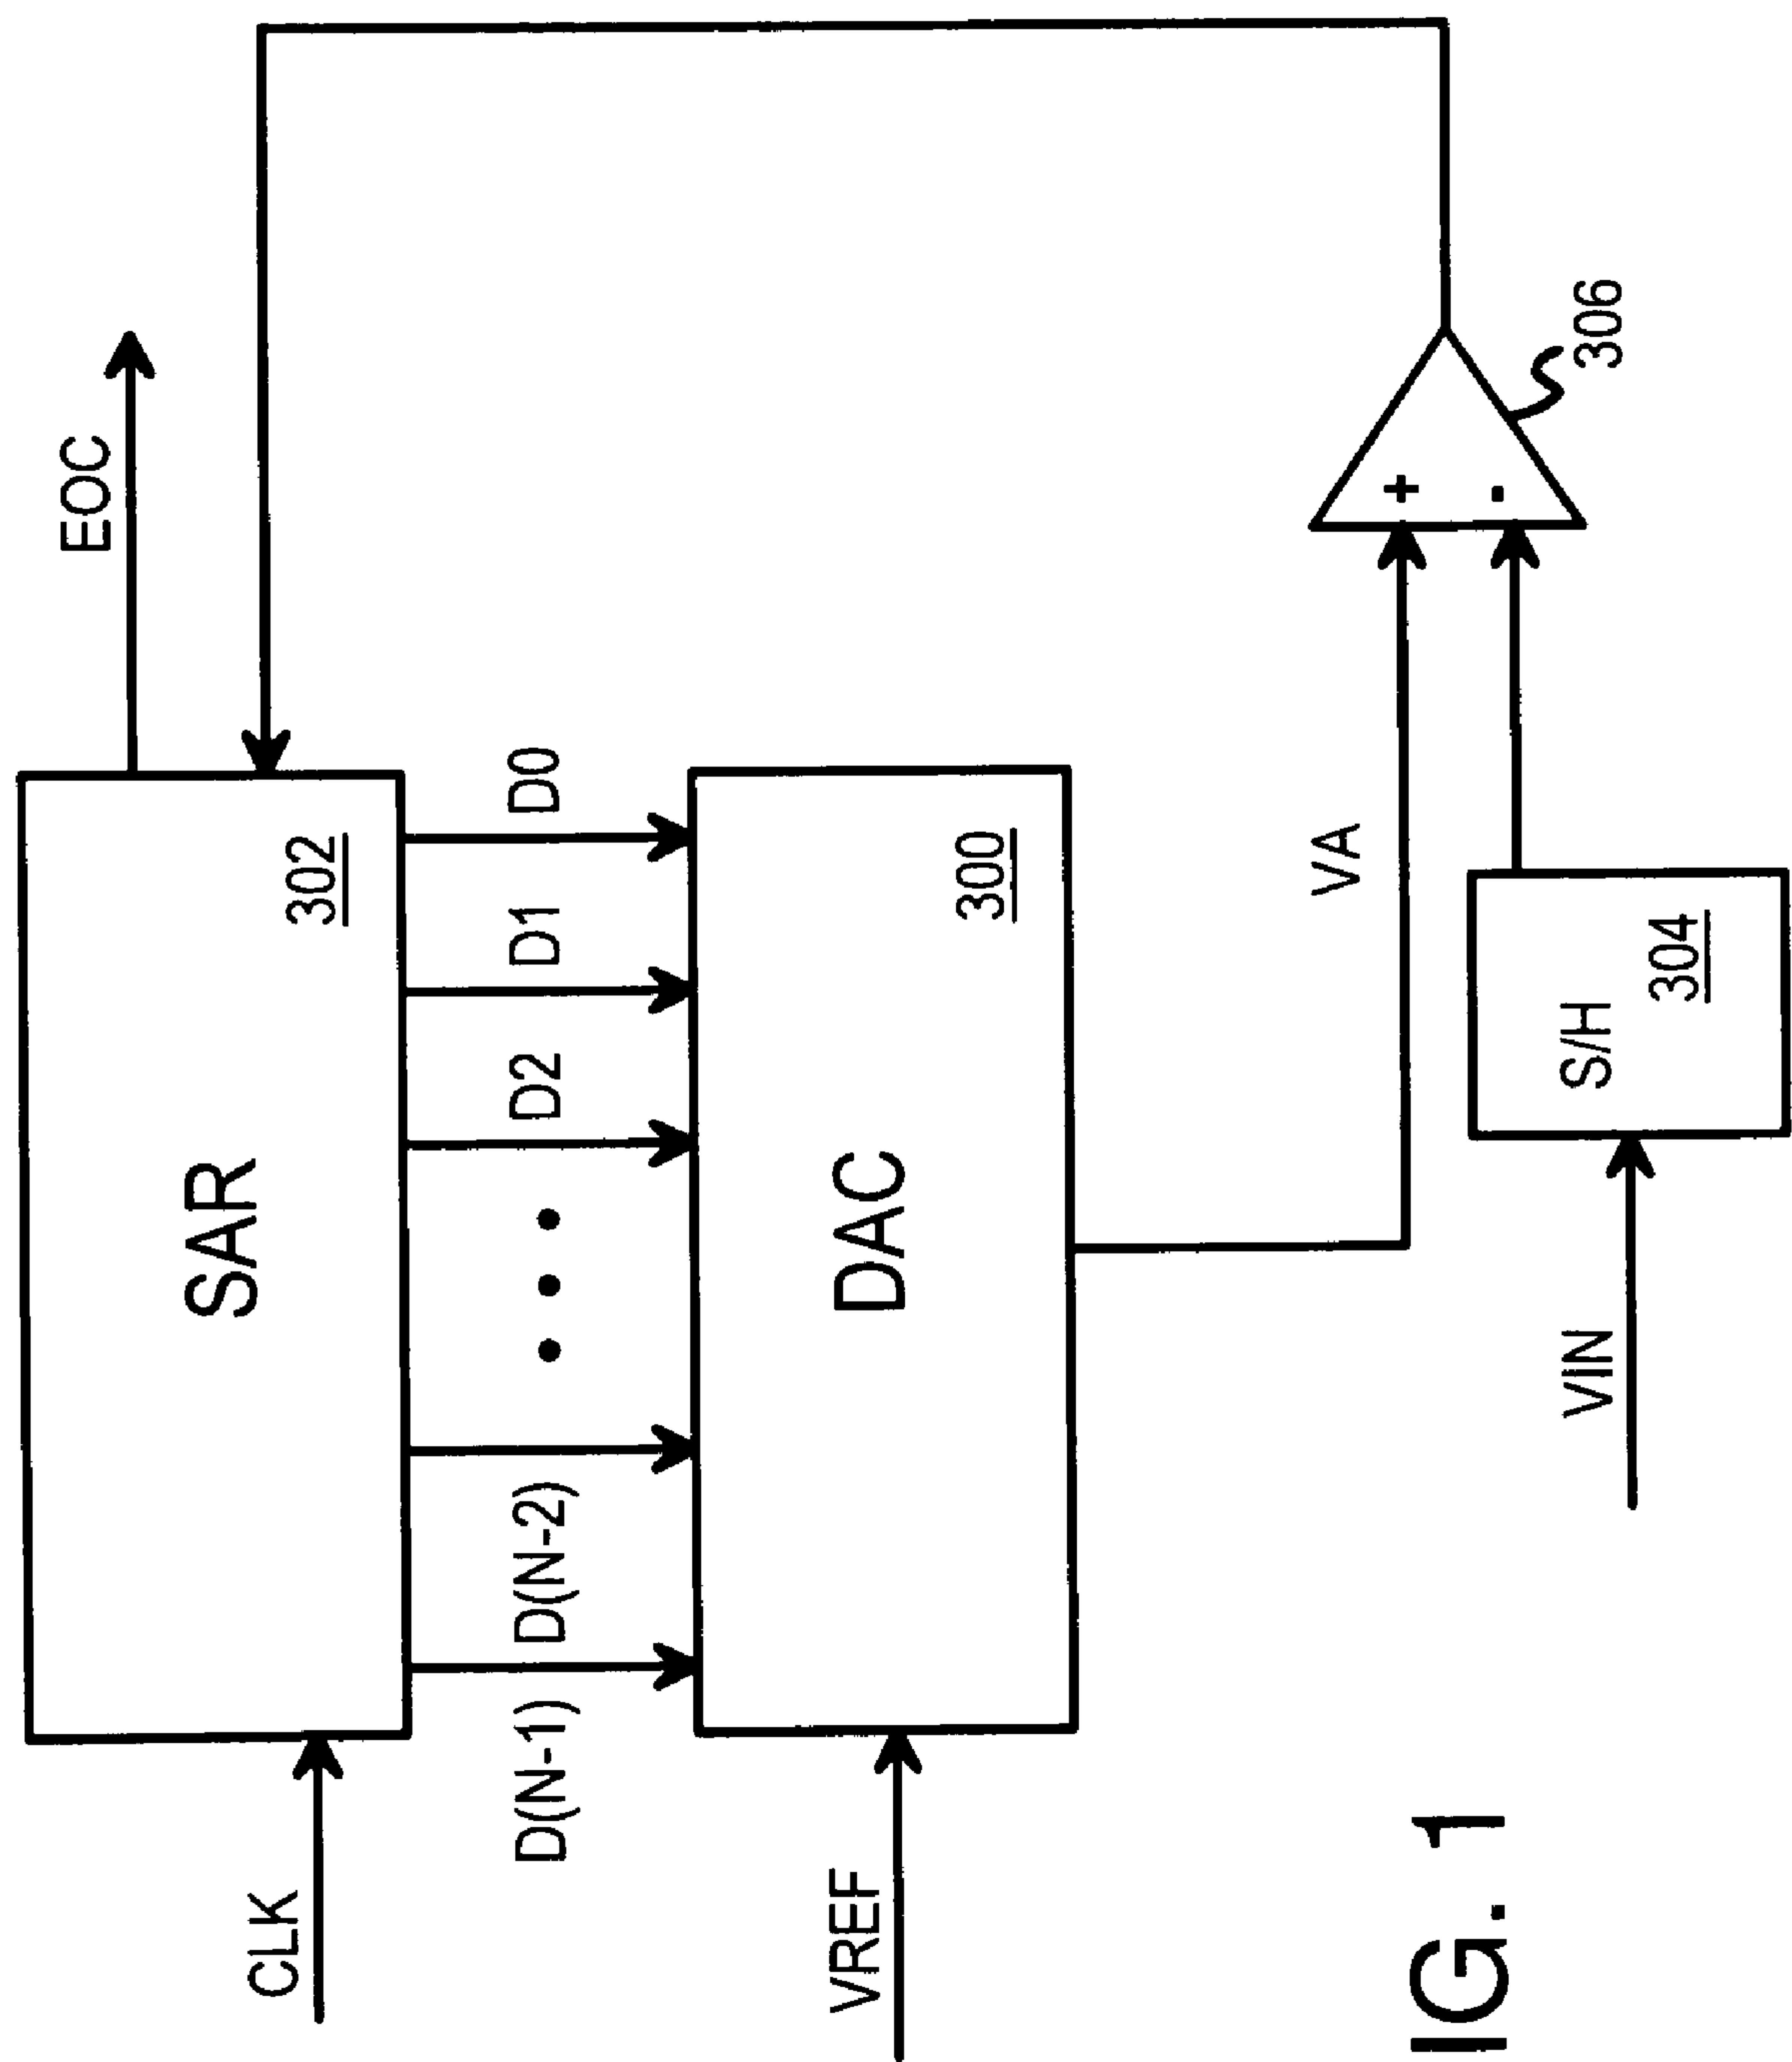 EOC
SAR
302
CLK
D(N-1)
D(N-2)
D2
D1
D0
DAC
300
VREF
VA
+
-
306
S/H
304
VIN
IG. 1